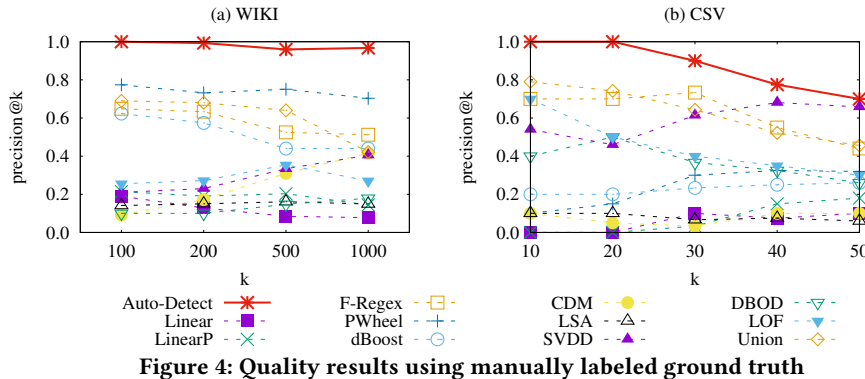 (a) WIKI
(b) CSV
precision@k
1.0
0.8
0.6
0.4
0.2
0.0
100 200 500 1000
k
precision@k
1.0
0.8
0.6
0.4
0.2
0.0
10 20 30 40 50
k
Auto-Detect F-Regex CDM DBOD
Linear PWheel LSA LOF
LinearP dBoost SVDD Union
Figure 4: Quality results using manually labeled ground truth